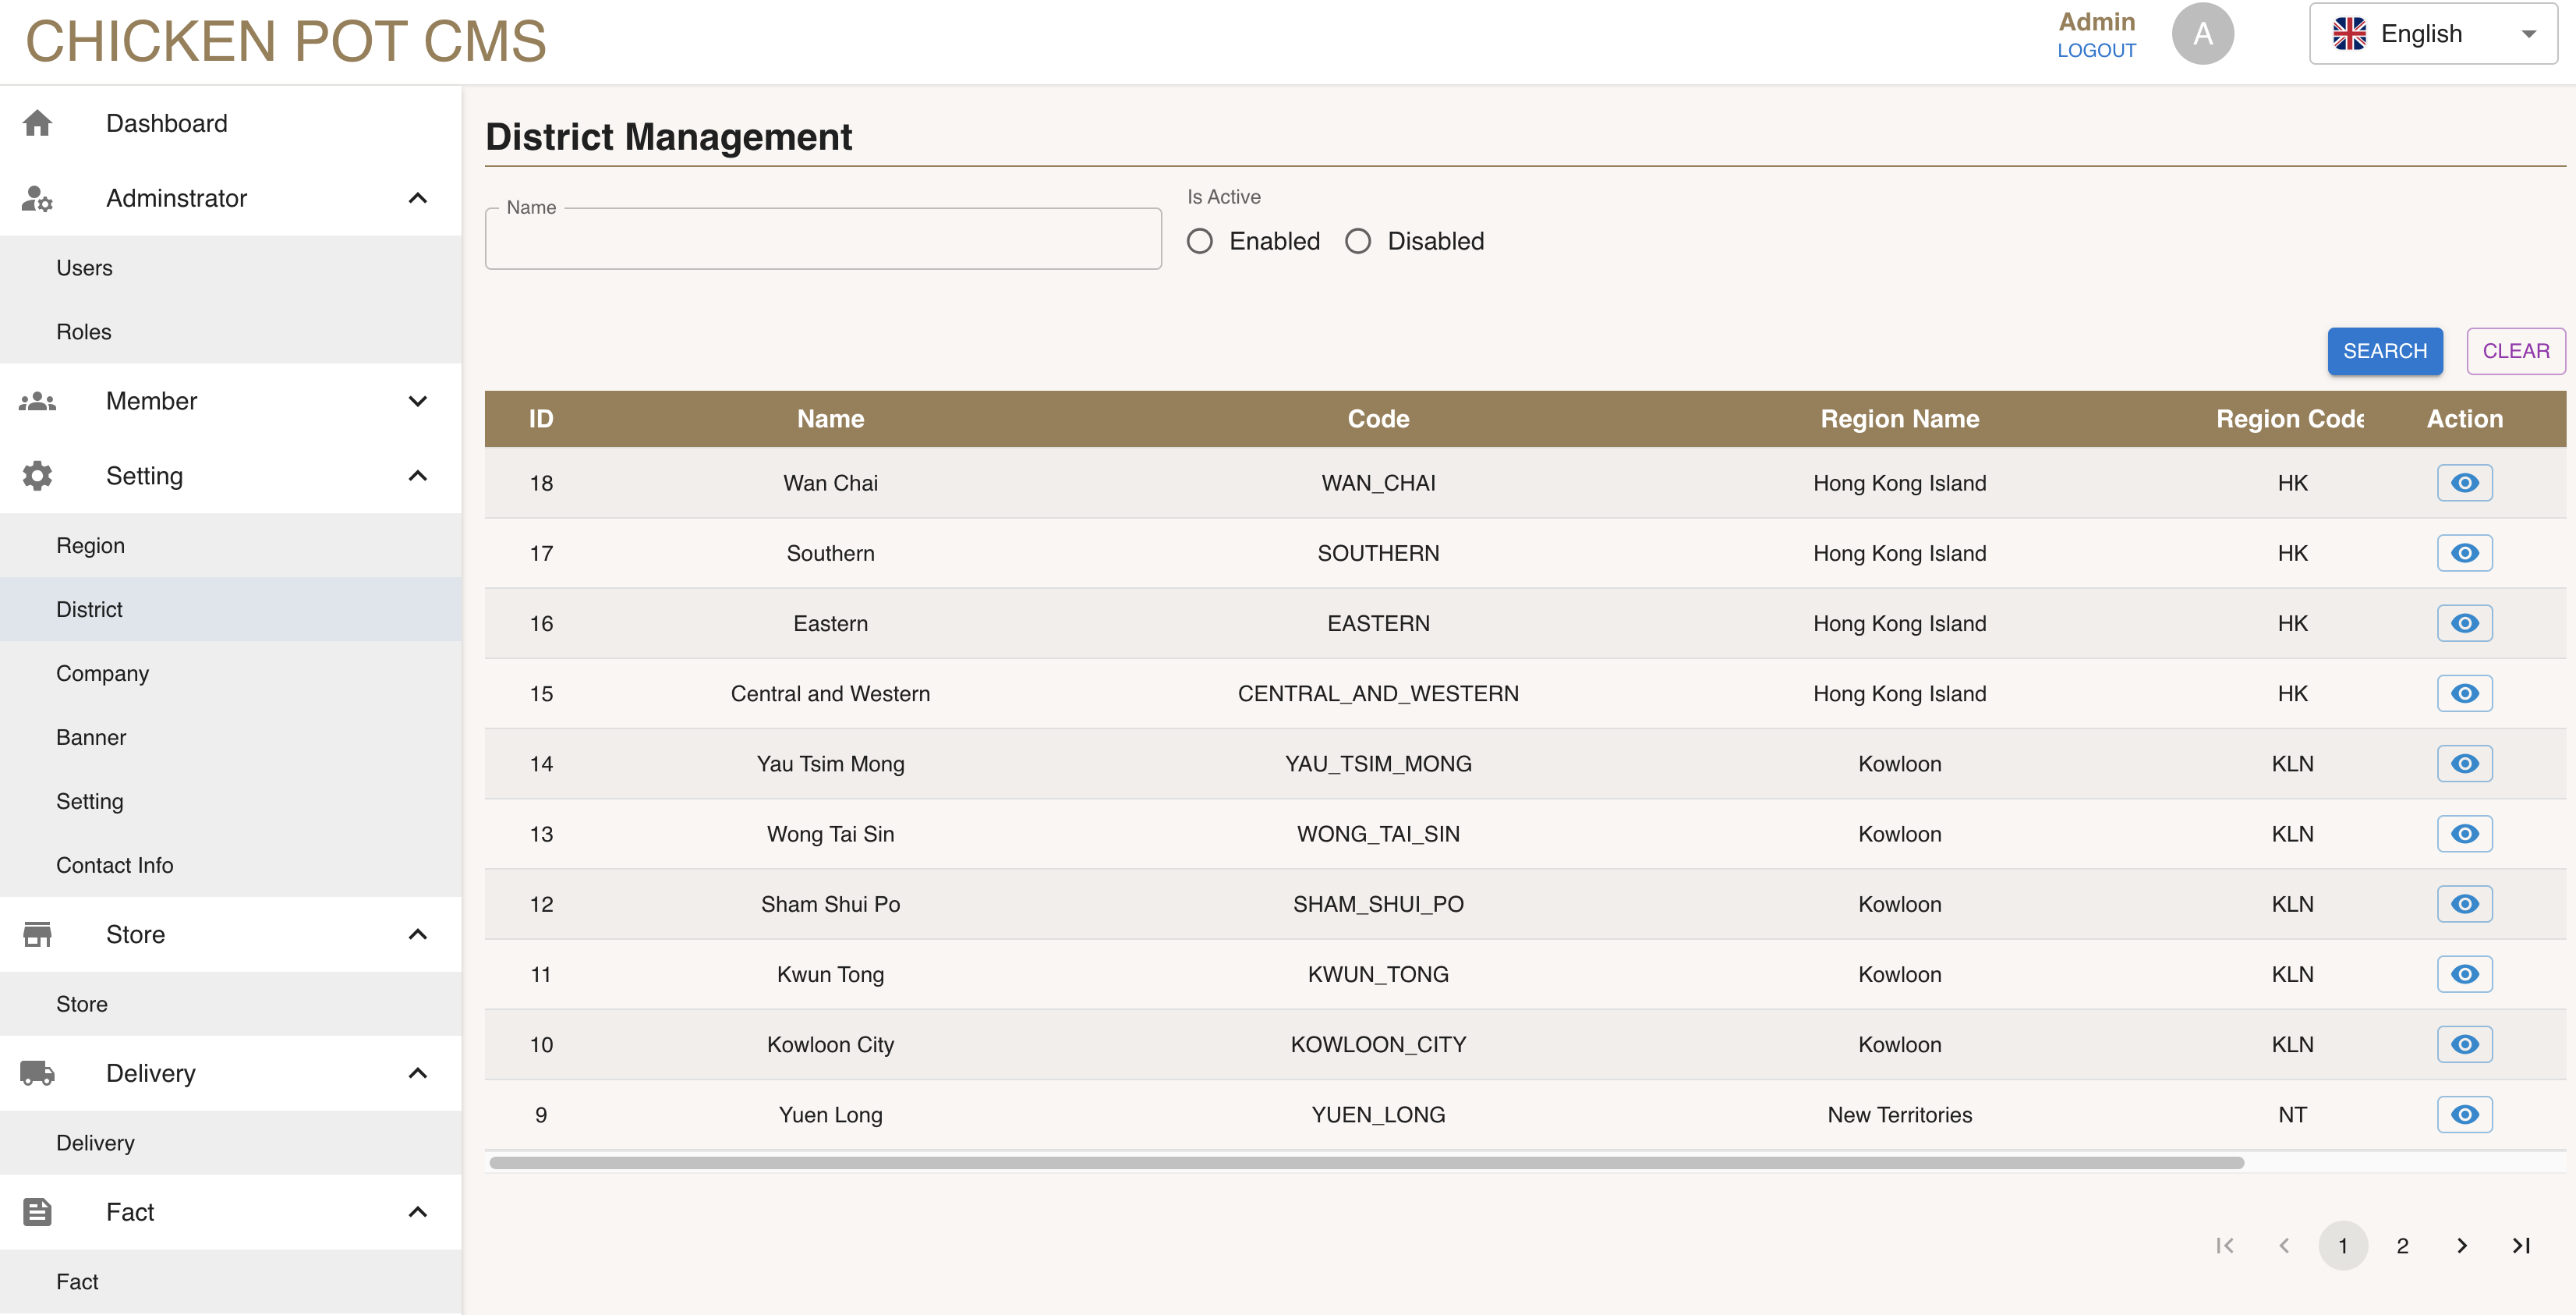 CHICKEN POT CMS
Admin
LOGOUT
A
English
Dashboard
Adminstrator
Users
Roles
Member
Setting
Region
District
Company
Banner
Setting
Contact Info
Store
Store
Delivery
Delivery
Fact
Fact
District Management
Name
Is Active
Enabled Disabled
SEARCH CLEAR
ID Name Code Region Name Region Code Action
18 Wan Chai WAN_CHAI Hong Kong Island HK
17 Southern SOUTHERN Hong Kong Island HK
16 Eastern EASTERN Hong Kong Island HK
15 Central and Western CENTRAL_AND_WESTERN Hong Kong Island HK
14 Yau Tsim Mong YAU_TSIM_MONG Kowloon KLN
13 Wong Tai Sin WONG_TAI_SIN Kowloon KLN
12 Sham Shui Po SHAM_SHUI_PO Kowloon KLN
11 Kwun Tong KWUN_TONG Kowloon KLN
10 Kowloon City KOWLOON_CITY Kowloon KLN
9 Yuen Long YUEN_LONG New Territories NT
1 2